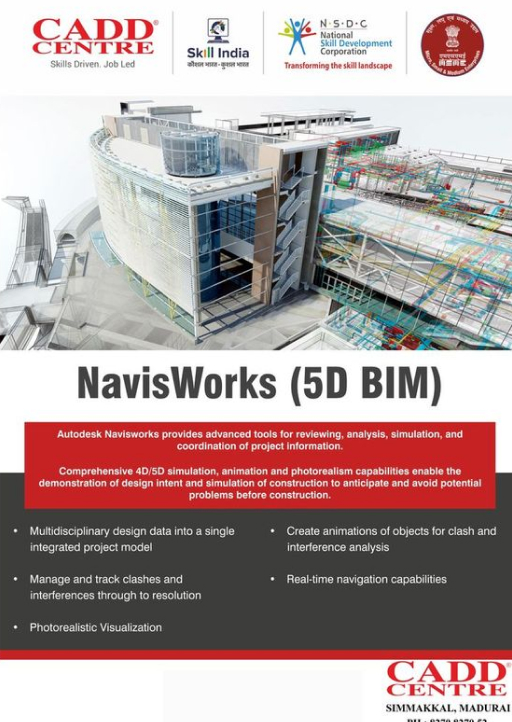 CADD
CENTRE
Skills Driven. Job Led
Skill India
कौशल भारत - कुशल भारत
N·S·D·C
National
Skill Development
Corporation
Transforming the skill landscape
Micro, Small & Medium Enterprises
CADD
NavisWorks (5D BIM)
Autodesk Navisworks provides advanced tools for reviewing, analysis, simulation, and
coordination of project information.
Comprehensive 4D/5D simulation, animation and photorealism capabilities enable the
demonstration of design intent and simulation of construction to anticipate and avoid potential
problems before construction.
• Multidisciplinary design data into a single
integrated project model
• Manage and track clashes and
interferences through to resolution
• Photorealistic Visualization
• Create animations of objects for clash and
interference analysis
• Real-time navigation capabilities
CADD
CENTRE
SIMMAKKAL, MADURAI